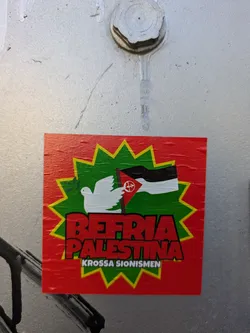 BEFRIA
PALESTINA
KROSSA SIONISMEN